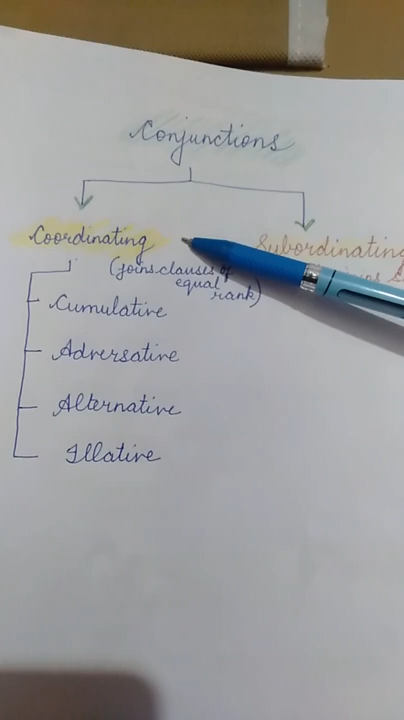 Conjunctions
Coordinating
Subordinating
(joins clauses of
equal
rank)
Cumulative
Adversative
Alternative
Illative